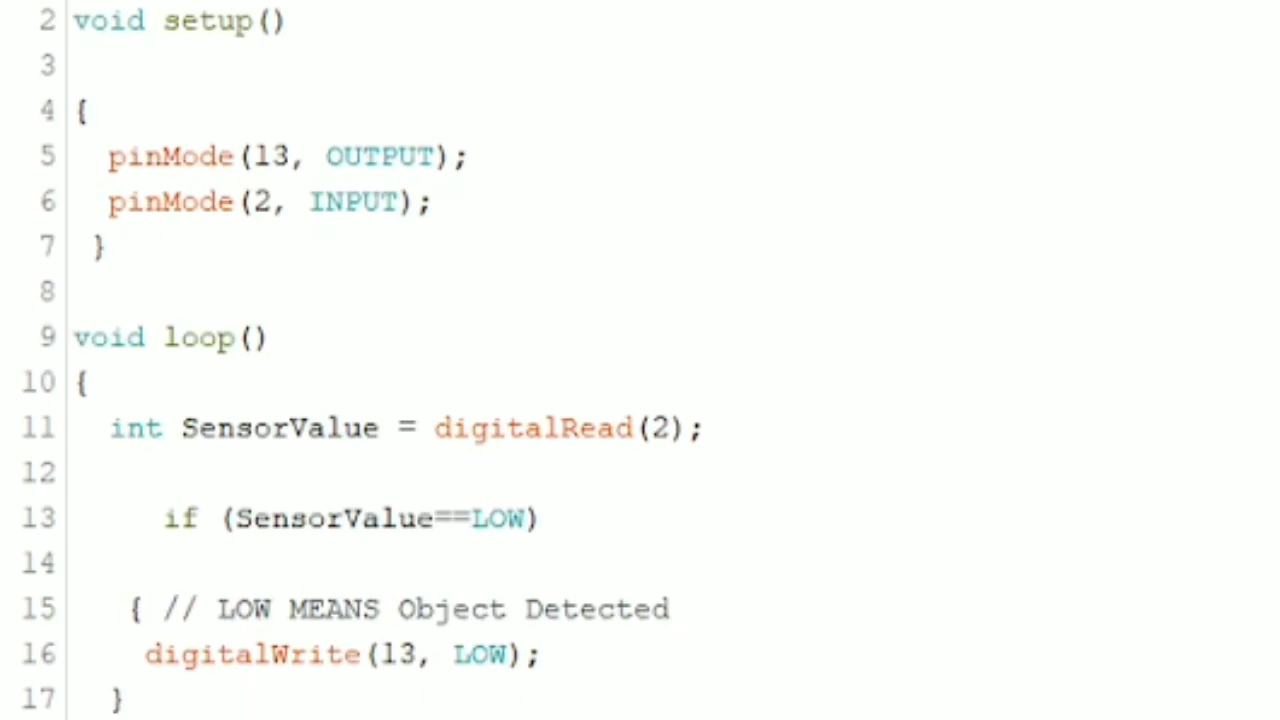 2 void setup()
3
4 {
5 pinMode(13, OUTPUT);
6 pinMode(2, INPUT);
7 }
8
9 void loop()
10 {
11 int SensorValue = digitalRead(2);
12
13 if (SensorValue==LOW)
14
15 { // LOW MEANS Object Detected
16 digitalWrite(13, LOW);
17 }